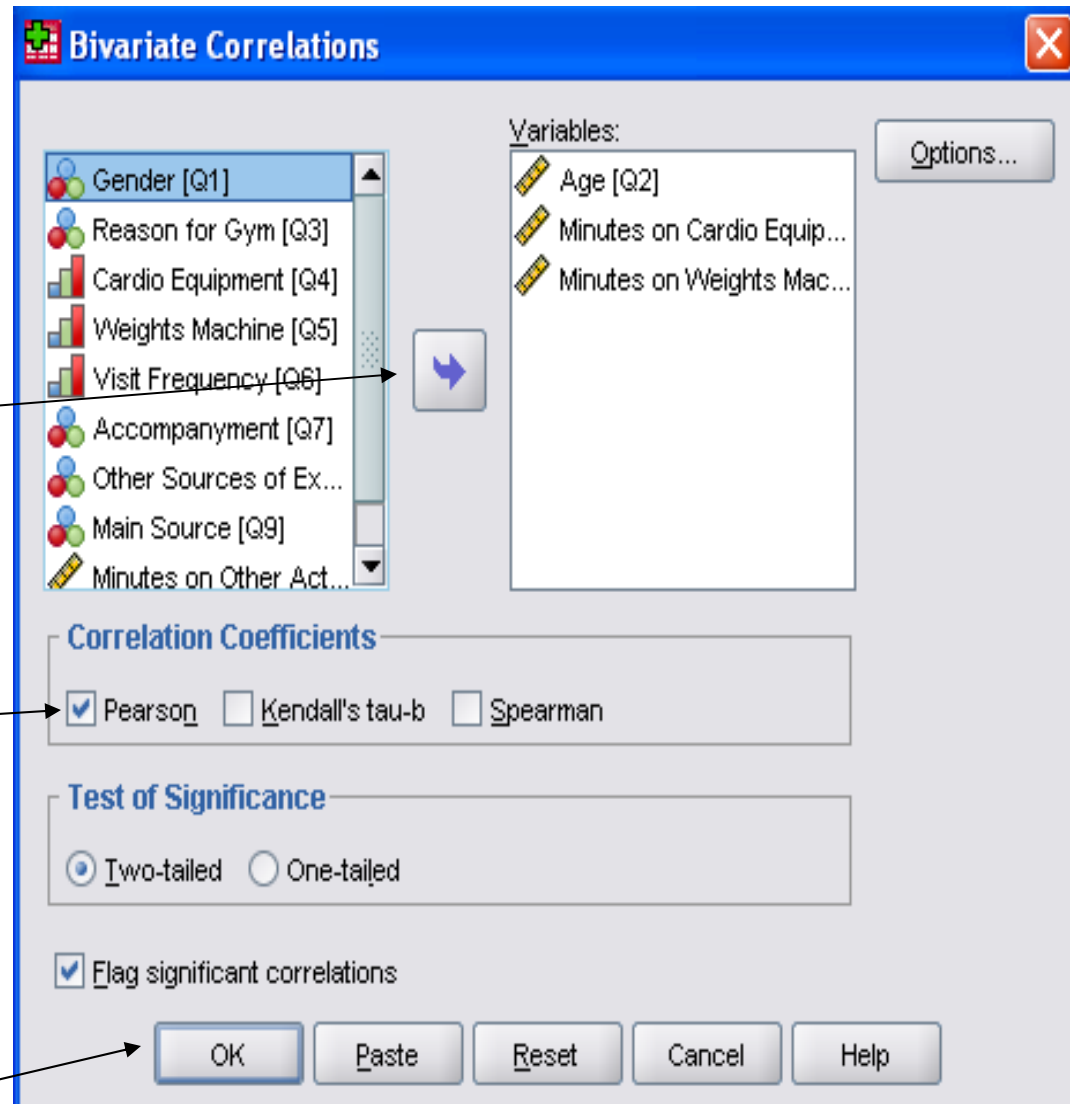 Bivariate Correlations
Variables:
Options...
Gender [Q1]
Reason for Gym [Q3]
Cardio Equipment [Q4]
Weights Machine [Q5]
Visit Frequency [Q6]
Accompanyment [Q7]
Other Sources of Ex...
Main Source [Q9]
Minutes on Other Act...
Age [Q2]
Minutes on Cardio Equip...
Minutes on Weights Mac...
Correlation Coefficients
Pearson Kendall's tau-b Spearman
Test of Significance
Two-tailed One-tailed
Flag significant correlations
OK Paste Reset Cancel Help